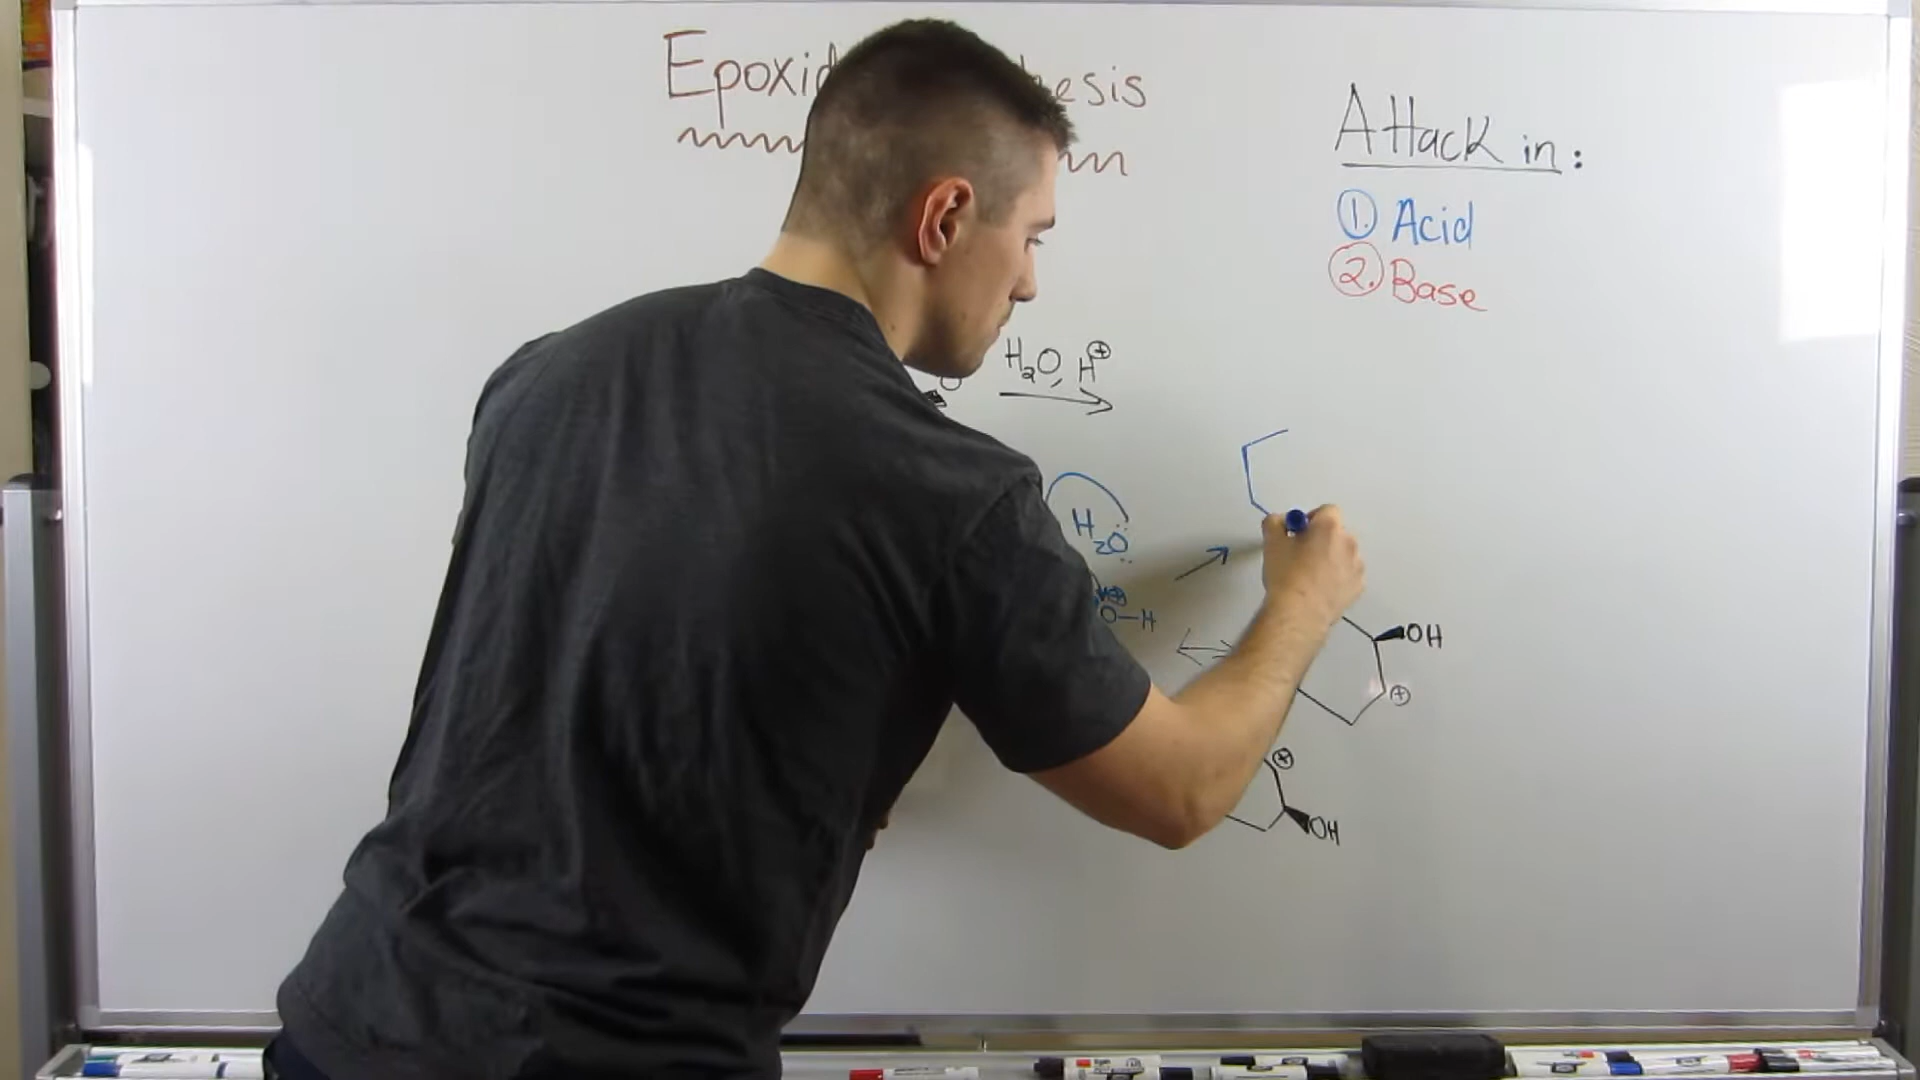 Epoxid esis
Attack in:
1. Acid
2. Base
H₂O, H⊕
H₂O
⊕
O—H
OH
⊕
⊕
OH